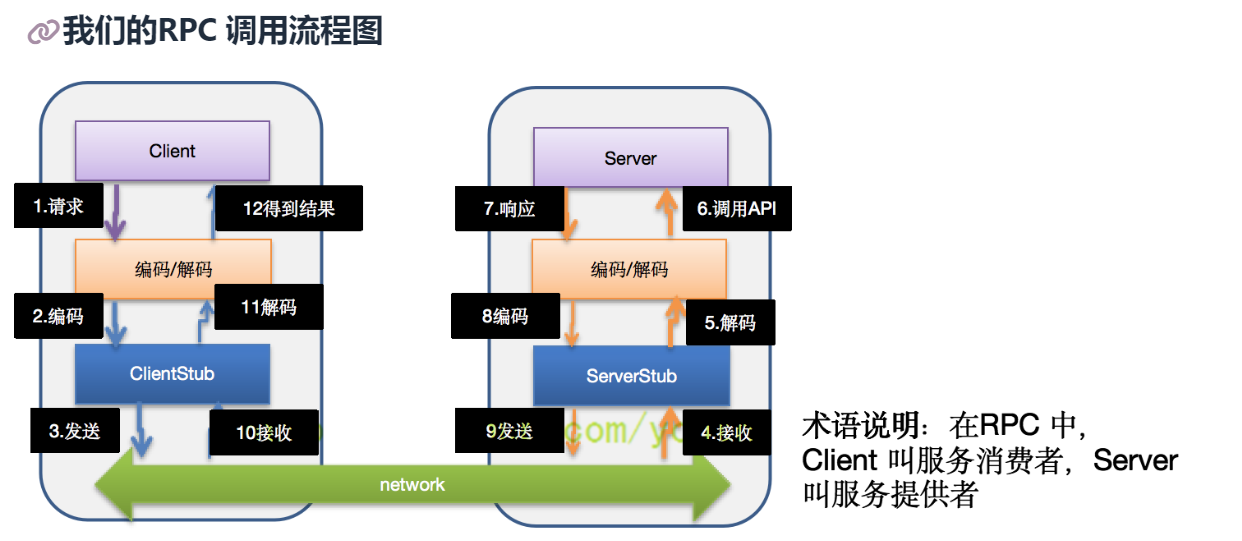 我们的RPC 调用流程图
Client
Server
1.请求
12得到结果
7.响应
6.调用API
编码/解码
编码/解码
2.编码
11解码
8编码
5.解码
ClientStub
ServerStub
3.发送
10接收
9发送
com/yo
4.接收
术语说明：在RPC 中，
Client 叫服务消费者，Server
叫服务提供者
network